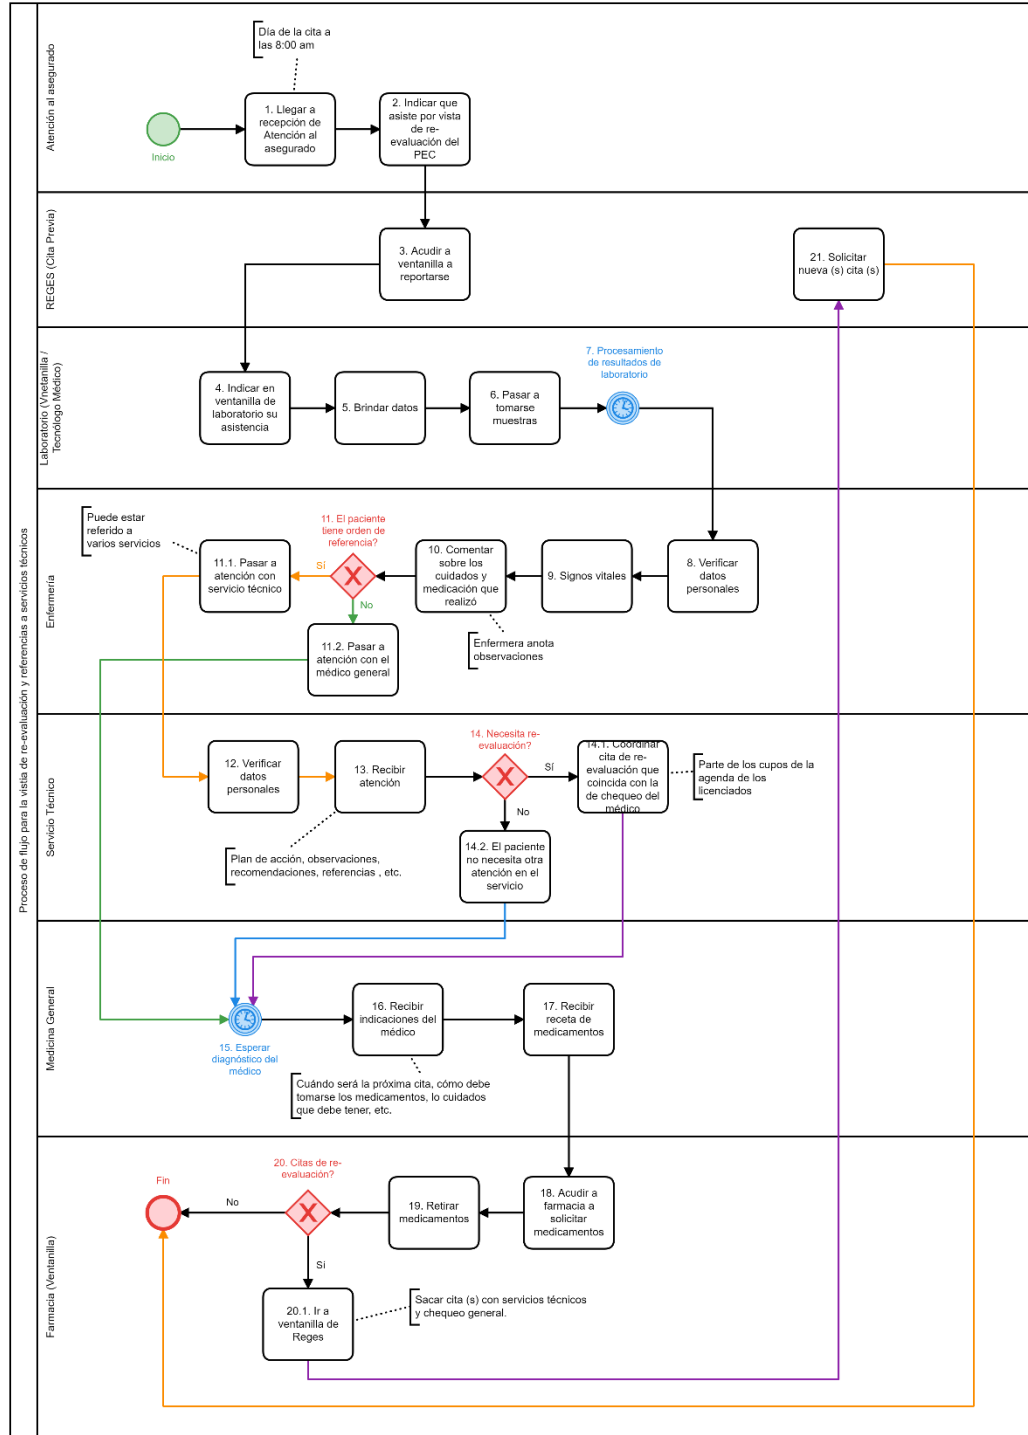 Proceso de flujo para la vistia de re-evaluación y referencias a servicios técnicos
Atención al asegurado
Día de la cita a
las 8:00 am
Inicio
1. Llegar a
recepción de
Atención al
asegurado
2. Indicar que
asiste por vista
de re-
evaluación del
PEC
REGES (Cita Previa)
3. Acudir a
ventanilla a
reportarse
21. Solicitar
nueva (s) cita (s)
Laboratorio (Vnetanilla /
Tecnólogo Médico)
4. Indicar en
ventanilla de
laboratorio su
asistencia
5. Brindar datos
6. Pasar a
tomarse
muestras
7. Procesamiento
de resultados de
laboratorio
Enfermería
Puede estar
referido a
varios servicios
11.1. Pasar a
atención con
servicio técnico
Sí
11. El paciente
tiene orden de
referencia?
No
11.2. Pasar a
atención con el
médico general
10. Comentar
sobre los
cuidados y
medicación que
realizó
Enfermera anota
observaciones
9. Signos vitales
8. Verificar
datos
personales
Servicio Técnico
12. Verificar
datos
personales
13. Recibir
atención
Plan de acción, observaciones,
recomendaciones, referencias , etc.
14. Necesita re-
evaluación?
Sí
No
14.1. Coordinar
cita de re-
evaluación que
coincida con la
de chequeo del
médico
Parte de los cupos de la
agenda de los
licenciados
14.2. El paciente
no necesita otra
atención en el
servicio
Medicina General
15. Esperar
diagnóstico del
médico
16. Recibir
indicaciones del
médico
Cuándo será la próxima cita, cómo debe
tomarse los medicamentos, lo cuidados
que debe tener, etc.
17. Recibir
receta de
medicamentos
Farmacia (Ventanilla)
Fin
No
20. Citas de re-
evaluación?
Si
19. Retirar
medicamentos
18. Acudir a
farmacia a
solicitar
medicamentos
20.1. Ir a
ventanilla de
Reges
Sacar cita (s) con servicios técnicos
y chequeo general.